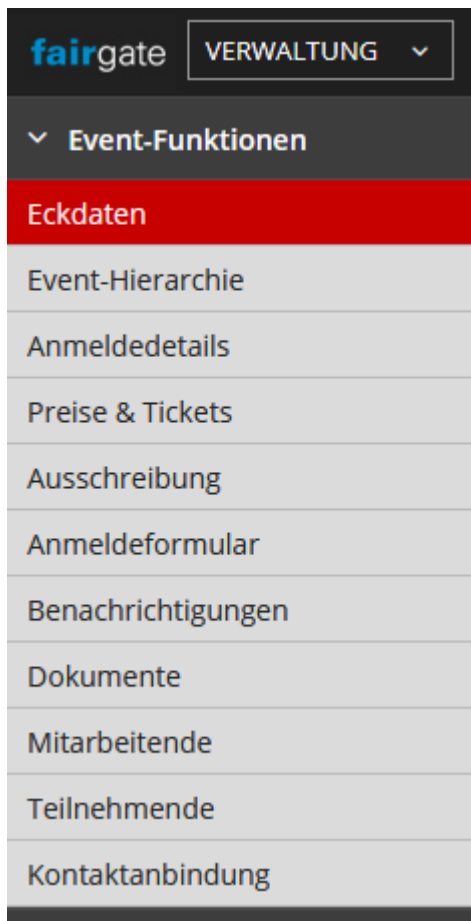 fairgate VERWALTUNG
Event-Funktionen
Eckdaten
Event-Hierarchie
Anmeldedetails
Preise & Tickets
Ausschreibung
Anmeldeformular
Benachrichtigungen
Dokumente
Mitarbeitende
Teilnehmende
Kontaktanbindung